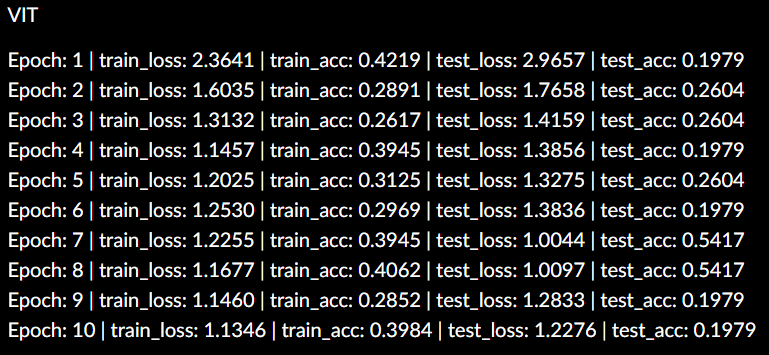 VIT
Epoch: 1 | train_loss: 2.3641 | train_acc: 0.4219 | test_loss: 2.9657 | test_acc: 0.1979
Epoch: 2 | train_loss: 1.6035 | train_acc: 0.2891 | test_loss: 1.7658 | test_acc: 0.2604
Epoch: 3 | train_loss: 1.3132 | train_acc: 0.2617 | test_loss: 1.4159 | test_acc: 0.2604
Epoch: 4 | train_loss: 1.1457 | train_acc: 0.3945 | test_loss: 1.3856 | test_acc: 0.1979
Epoch: 5 | train_loss: 1.2025 | train_acc: 0.3125 | test_loss: 1.3275 | test_acc: 0.2604
Epoch: 6 | train_loss: 1.2530 | train_acc: 0.2969 | test_loss: 1.3836 | test_acc: 0.1979
Epoch: 7 | train_loss: 1.2255 | train_acc: 0.3945 | test_loss: 1.0044 | test_acc: 0.5417
Epoch: 8 | train_loss: 1.1677 | train_acc: 0.4062 | test_loss: 1.0097 | test_acc: 0.5417
Epoch: 9 | train_loss: 1.1460 | train_acc: 0.2852 | test_loss: 1.2833 | test_acc: 0.1979
Epoch: 10 | train_loss: 1.1346 | train_acc: 0.3984 | test_loss: 1.2276 | test_acc: 0.1979